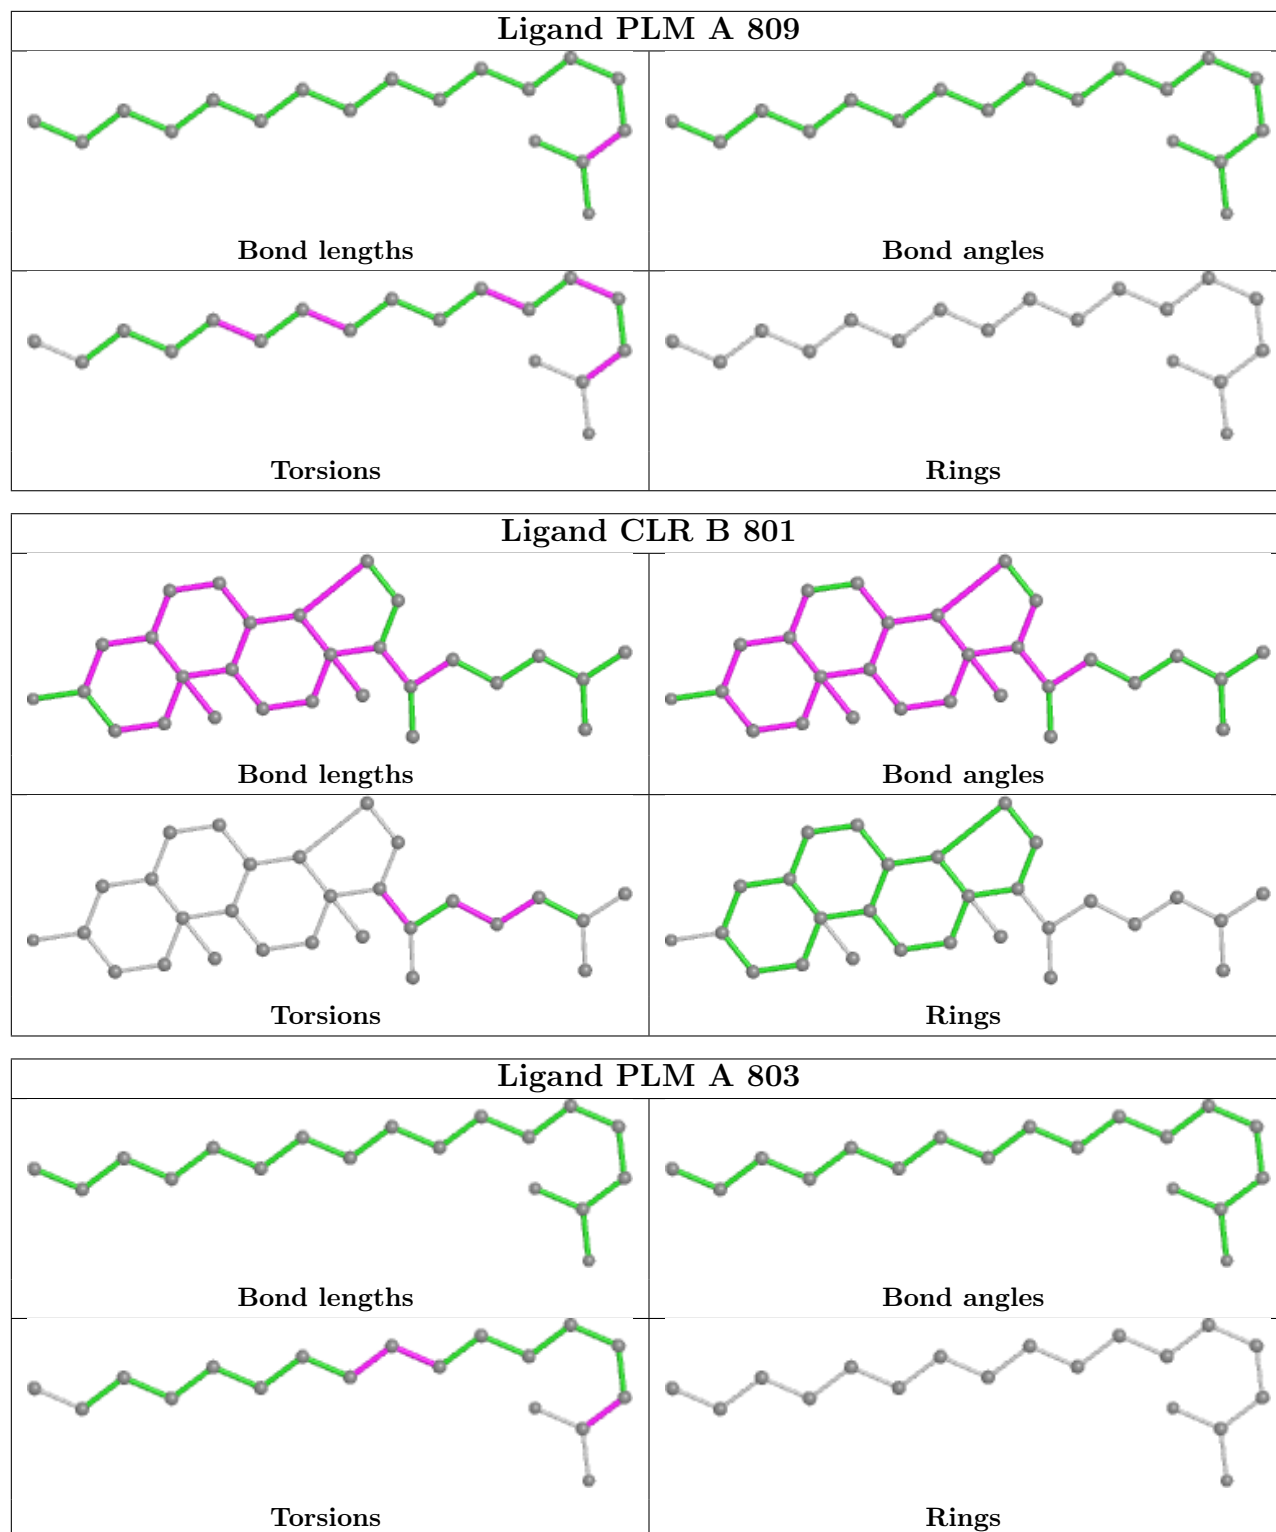 Ligand PLM A 809
Bond lengths
Bond angles
Torsions
Rings
Ligand CLR B 801
Bond lengths
Bond angles
Torsions
Rings
Ligand PLM A 803
Bond lengths
Bond angles
Torsions
Rings